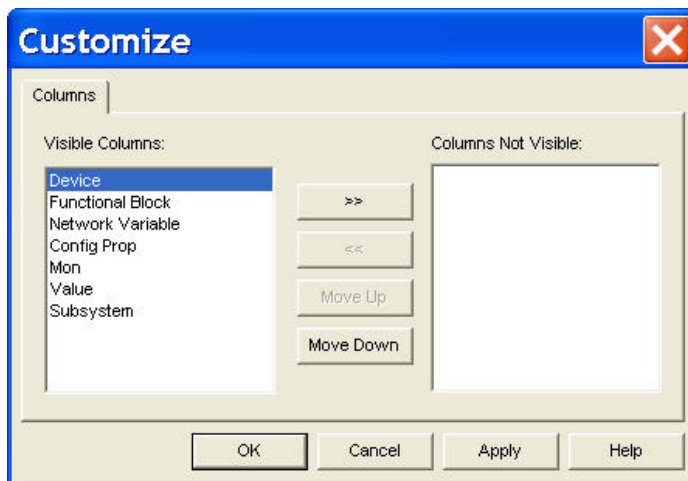 Customize
Columns
Visible Columns:
Device
Functional Block
Network Variable
Config Prop
Mon
Value
Subsystem
>>
<<
Move Up
Move Down
Columns Not Visible:
OK
Cancel
Apply
Help